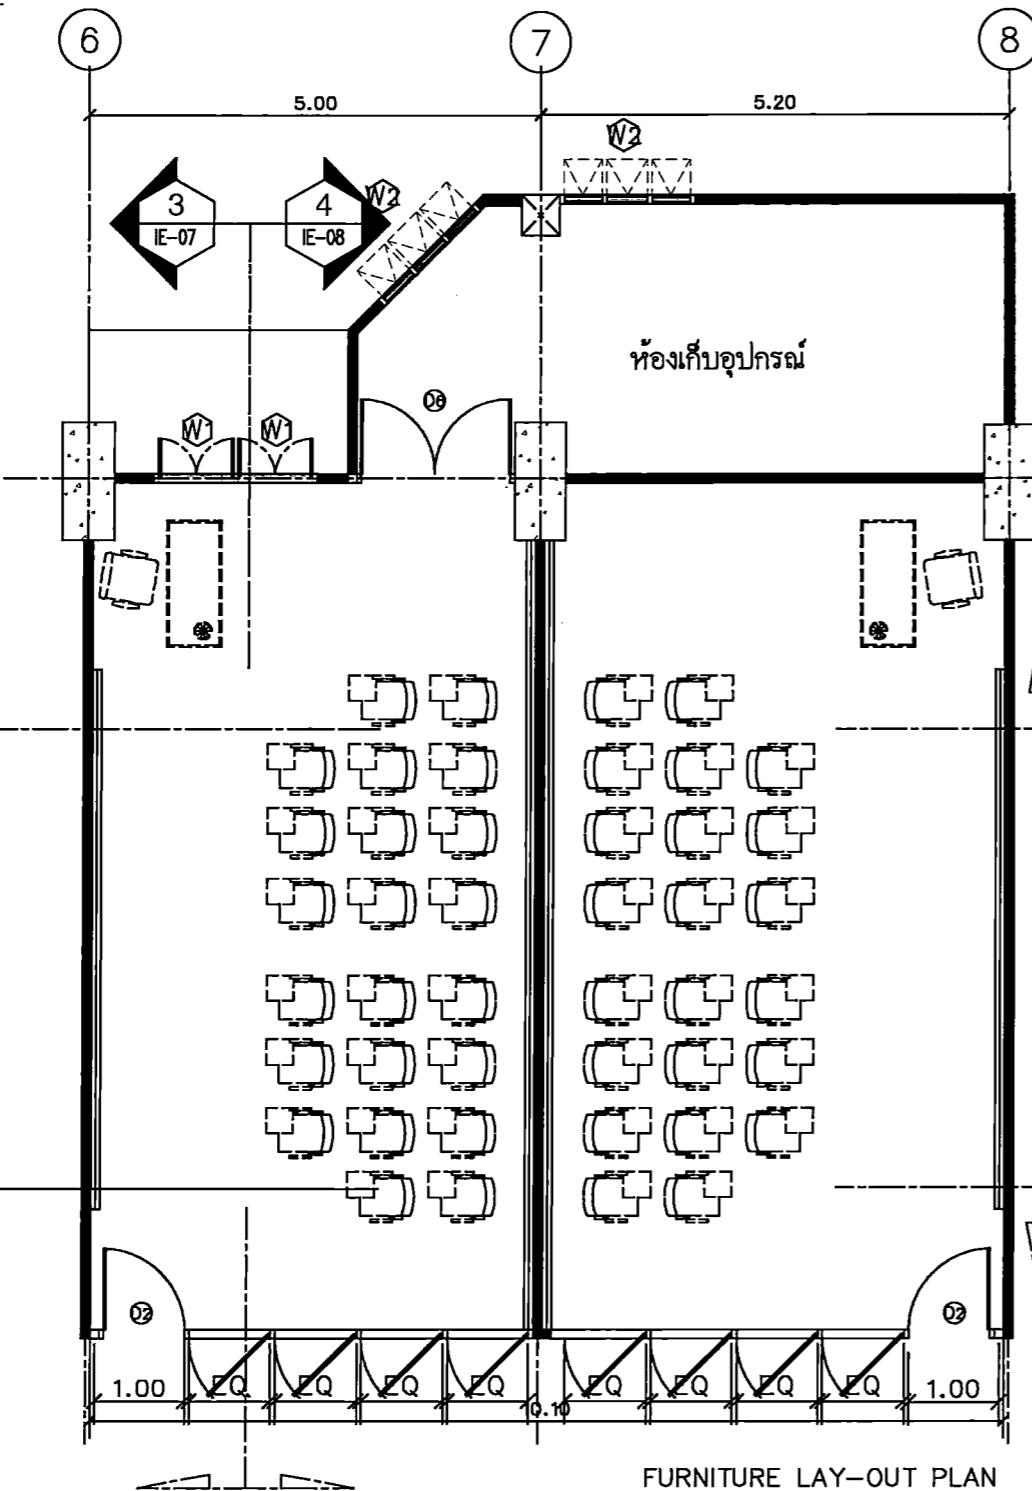 6
7
8
5.00
5.20
W2
3
IE-07
4
IE-08
W2
ห้องเก็บอุปกรณ์
D6
W1
W1
D2
D2
1.00
EQ
EQ
EQ
EQ
EQ
EQ
EQ
EQ
1.00
0.10
FURNITURE LAY-OUT PLAN